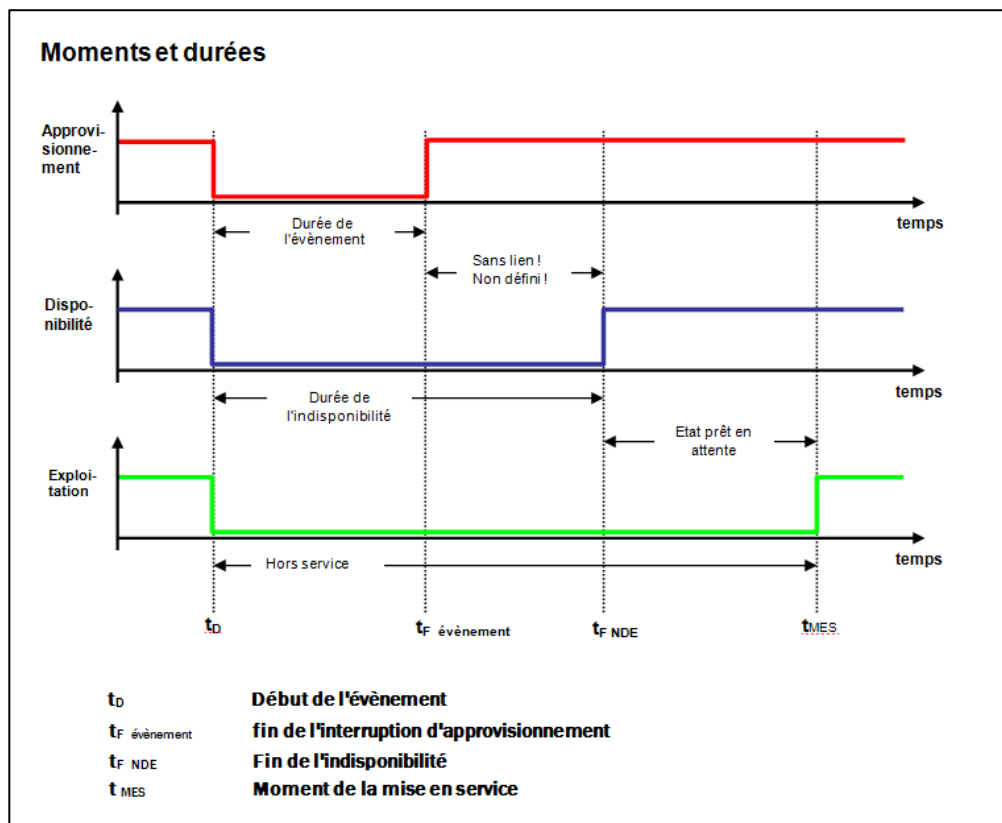 Moments et durées
Approvi-
sionne-
ment
temps
Durée de
l'évènement
Sans lien !
Non défini !
Dispo-
nibilité
temps
Durée de
l'indisponibilité
Etat prêt en
attente
Exploi-
tation
temps
Hors service
tD
tF évènement
tF NDE
tMES
tD Début de l'évènement
tF évènement fin de l'interruption d'approvisionnement
tF NDE Fin de l'indisponibilité
t MES Moment de la mise en service